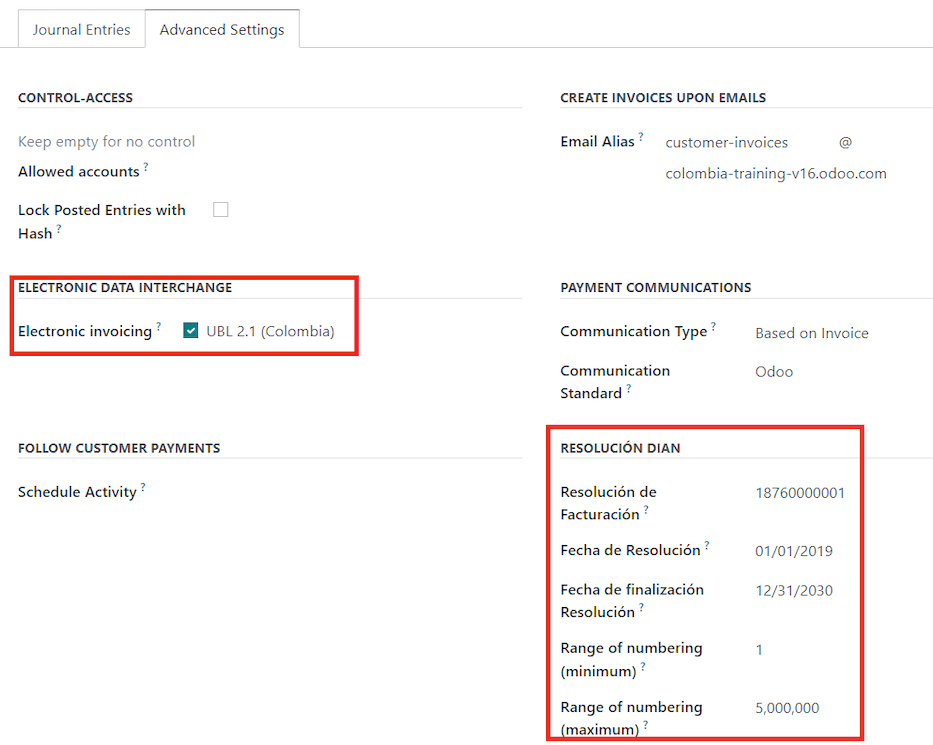 Journal Entries
Advanced Settings
CONTROL-ACCESS
Keep empty for no control
Allowed accounts ?
Lock Posted Entries with
Hash ?
CREATE INVOICES UPON EMAILS
Email Alias ? customer-invoices @
colombia-training-v16.odoo.com
ELECTRONIC DATA INTERCHANGE
Electronic invoicing ? UBL 2.1 (Colombia)
PAYMENT COMMUNICATIONS
Communication Type ? Based on Invoice
Communication
Standard ? Odoo
FOLLOW CUSTOMER PAYMENTS
Schedule Activity ?
RESOLUCIÓN DIAN
Resolución de
Facturación ? 18760000001
Fecha de Resolución ? 01/01/2019
Fecha de finalización
Resolución ? 12/31/2030
Range of numbering
(minimum) ? 1
Range of numbering
(maximum) ? 5,000,000